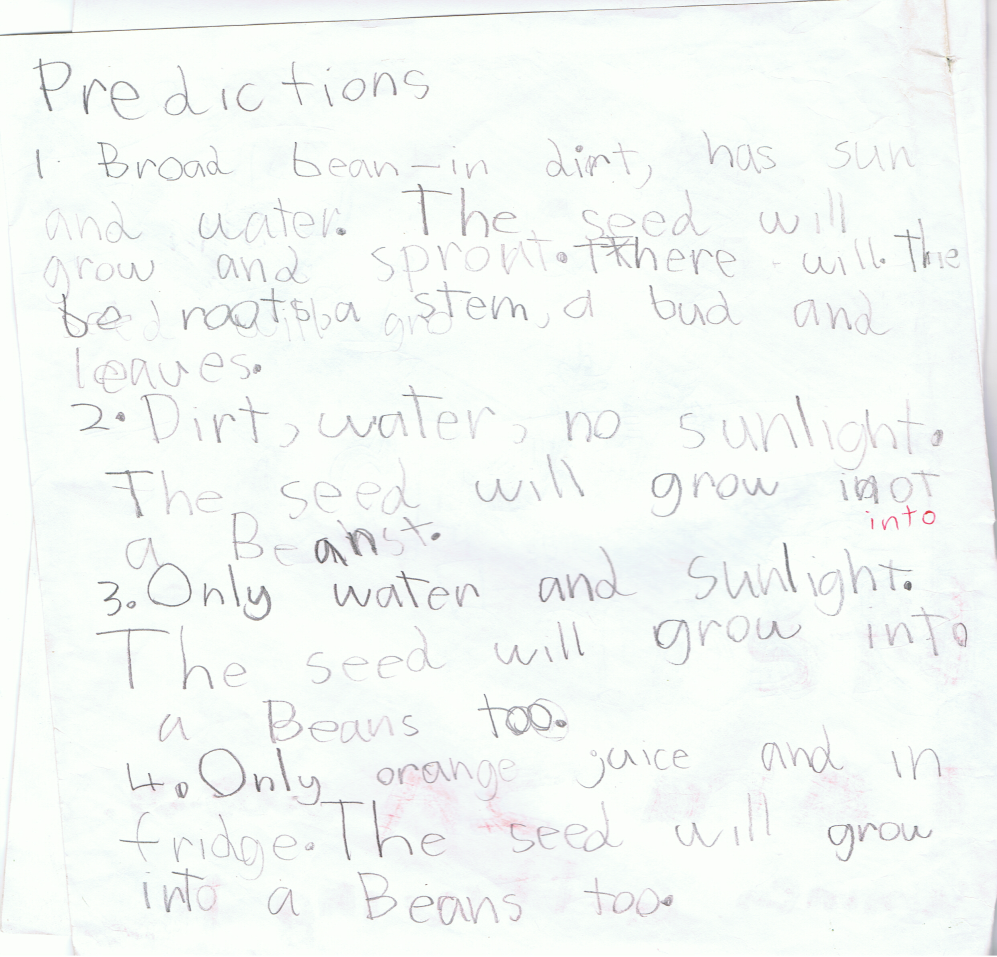 Predictions
1. Broad bean-in dirt, has sun
and water. The seed will
grow and sprout. There will. The
be roots, a stem, a bud and
leaves.
2. Dirt, water, no sunlight.
The seed will grow inot
into
a Beanst.
3. Only water and sunlight.
The seed will grow into
a Beans too.
4. Only orange juice and in
fridge. The seed will grow
into a Beans too.